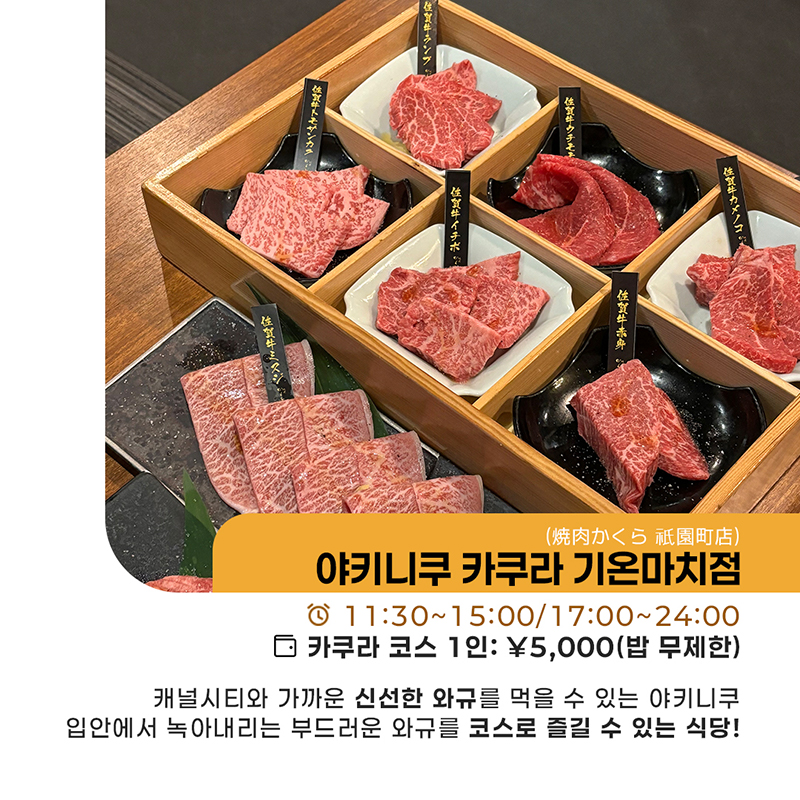 佐賀牛ランプ
佐賀牛トモサンカク
佐賀牛ウチモモ
佐賀牛イチボ
佐賀牛カメノコ
佐賀牛ミスジ
佐賀牛赤身
(焼肉かくら 祇園町店)
야키니쿠 카쿠라 기온마치점
11:30~15:00/17:00~24:00
카쿠라 코스 1인: ¥5,000(밥 무제한)
캐널시티와 가까운 신선한 와규를 먹을 수 있는 야키니쿠
입안에서 녹아내리는 부드러운 와규를 코스로 즐길 수 있는 식당!